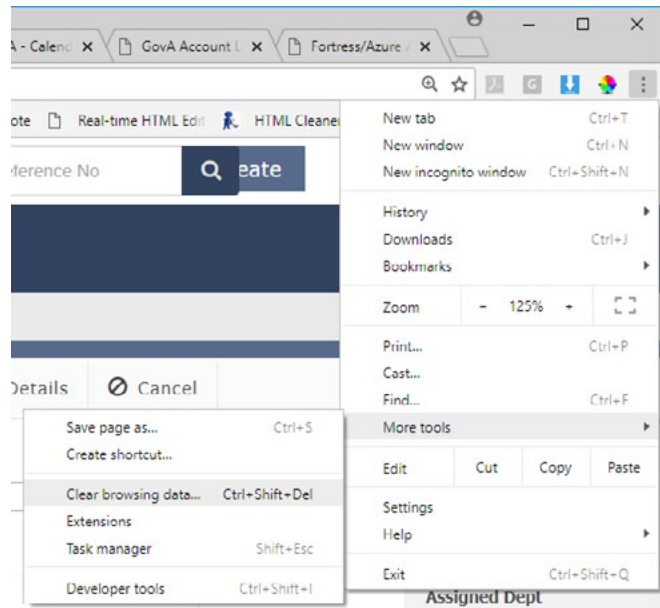 A - Calend
GovA Account L
Fortress/Azure A
ote
Real-time HTML Edit
HTML Cleane
eference No
eate
Details
Cancel
New tab Ctrl+T
New window Ctrl+N
New incognito window Ctrl+Shift+N
History
Downloads Ctrl+J
Bookmarks
Zoom - 125% +
Print... Ctrl+P
Cast...
Find... Ctrl+F
More tools
Edit Cut Copy Paste
Settings
Help
Exit Ctrl+Shift+Q
Save page as... Ctrl+S
Create shortcut...
Clear browsing data... Ctrl+Shift+Del
Extensions
Task manager Shift+Esc
Developer tools Ctrl+Shift+I
Assigned Dept